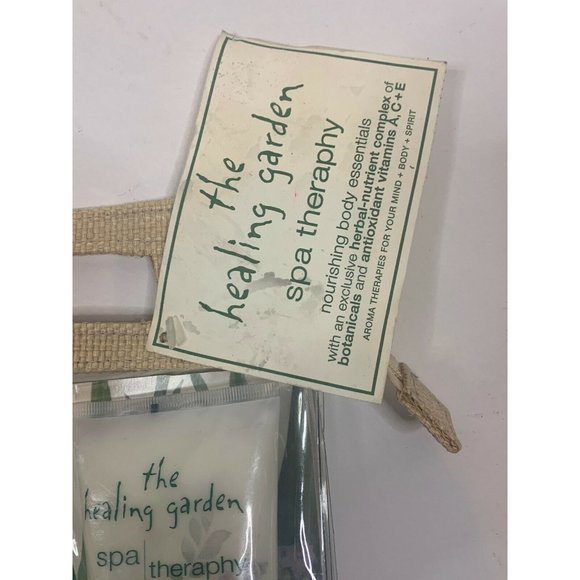 the
healing garden
spa theraphy
nourishing body essentials
with an exclusive herbal-nutrient complex of
botanicals and antioxidant vitamins A, C + E
AROMA THERAPIES FOR YOUR MIND + BODY + SPIRIT
the
healing garden
spa theraphy